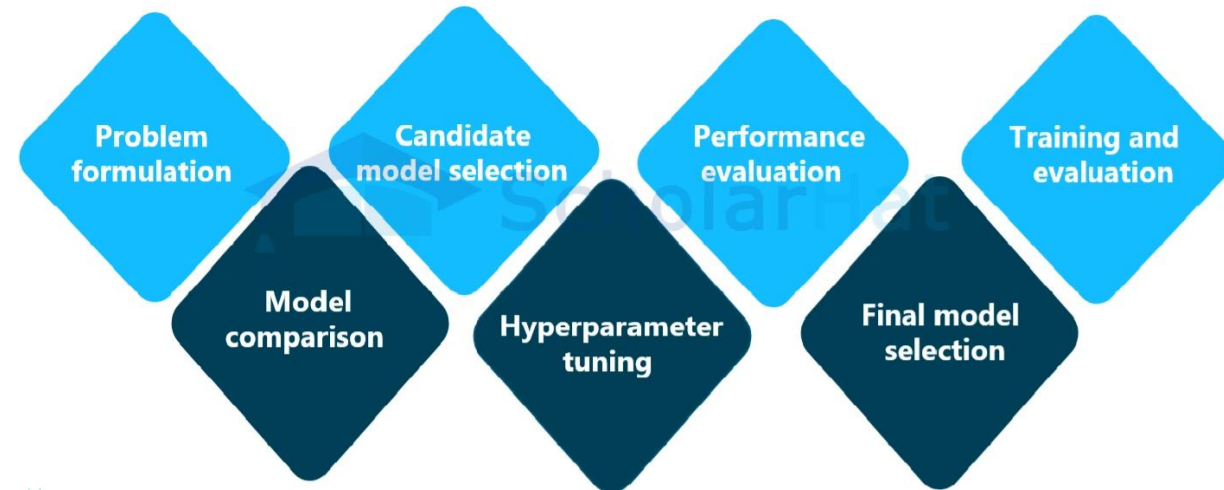 Problem
formulation
Candidate
model selection
Performance
evaluation
Training and
evaluation
ScholarHat
Model
comparison
Hyperparameter
tuning
Final model
selection